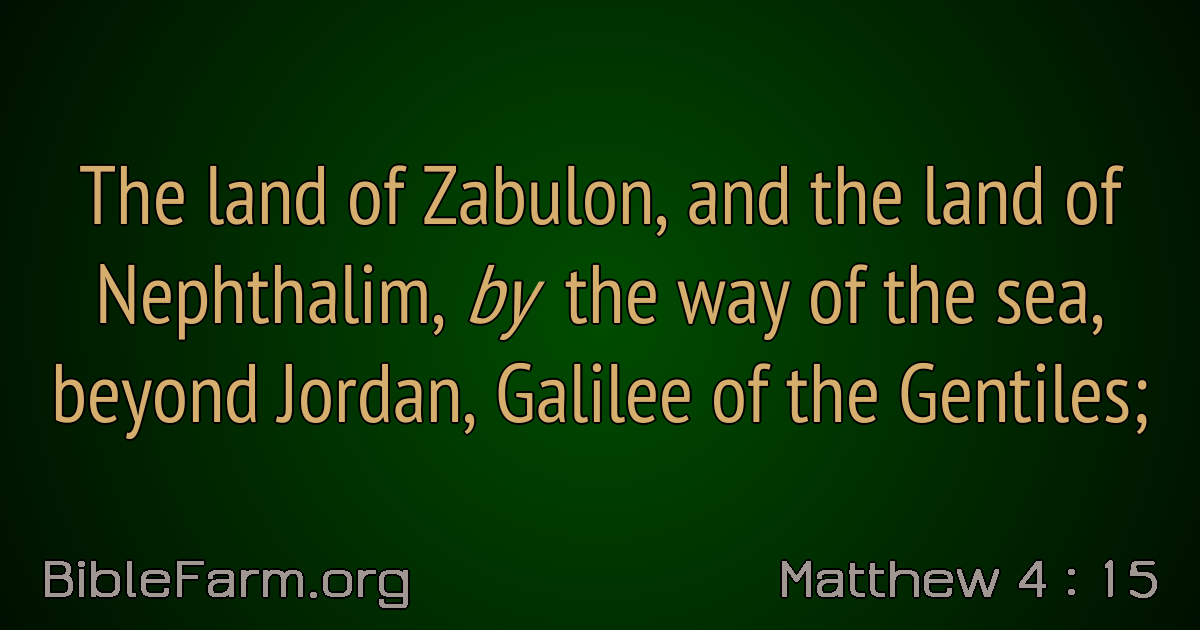 The land of Zabulon, and the land of
Nephthalim, by the way of the sea,
beyond Jordan, Galilee of the Gentiles;
BibleFarm.org
Matthew 4 : 15